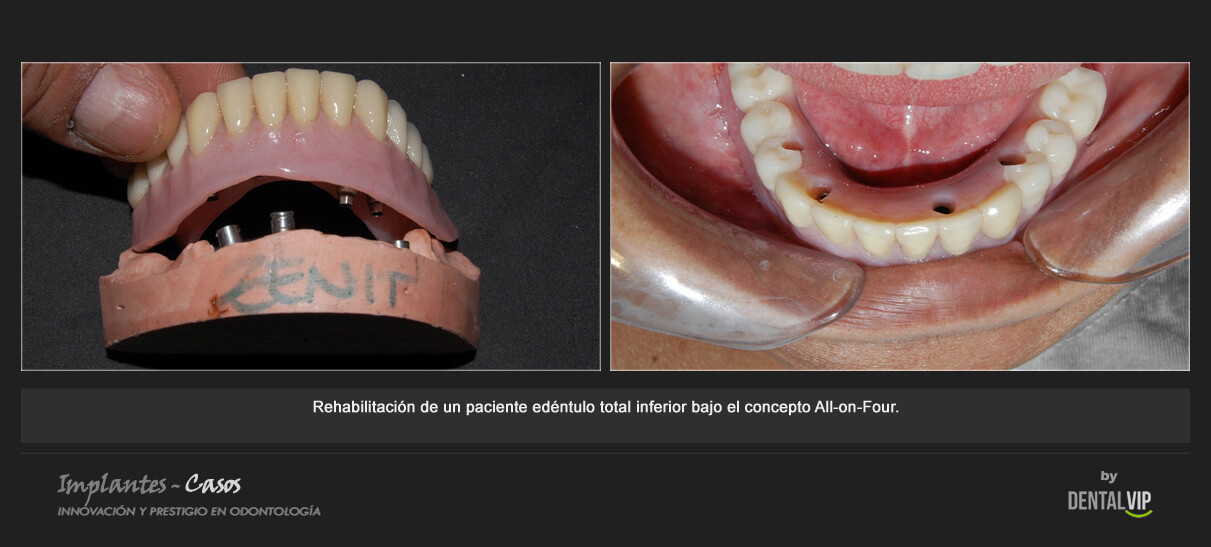 ZENIT
Rehabilitación de un paciente edéntulo total inferior bajo el concepto All-on-Four.
Implantes - Casos
INNOVACIÓN Y PRESTIGIO EN ODONTOLOGÍA
by
DENTALVIP